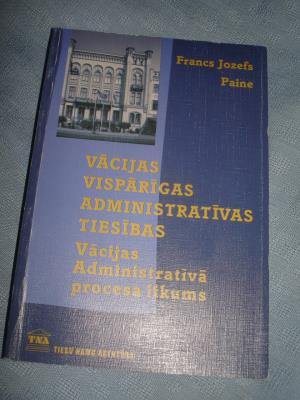 Francs Jozefs
Paine
VĀCIJAS
VISPĀRĪGAS
ADMINISTRATĪVAS
TIESĪBAS
Vācijas
Administratīvā
procesa likums
TNA
TIESU NAMU AĢENTŪRA